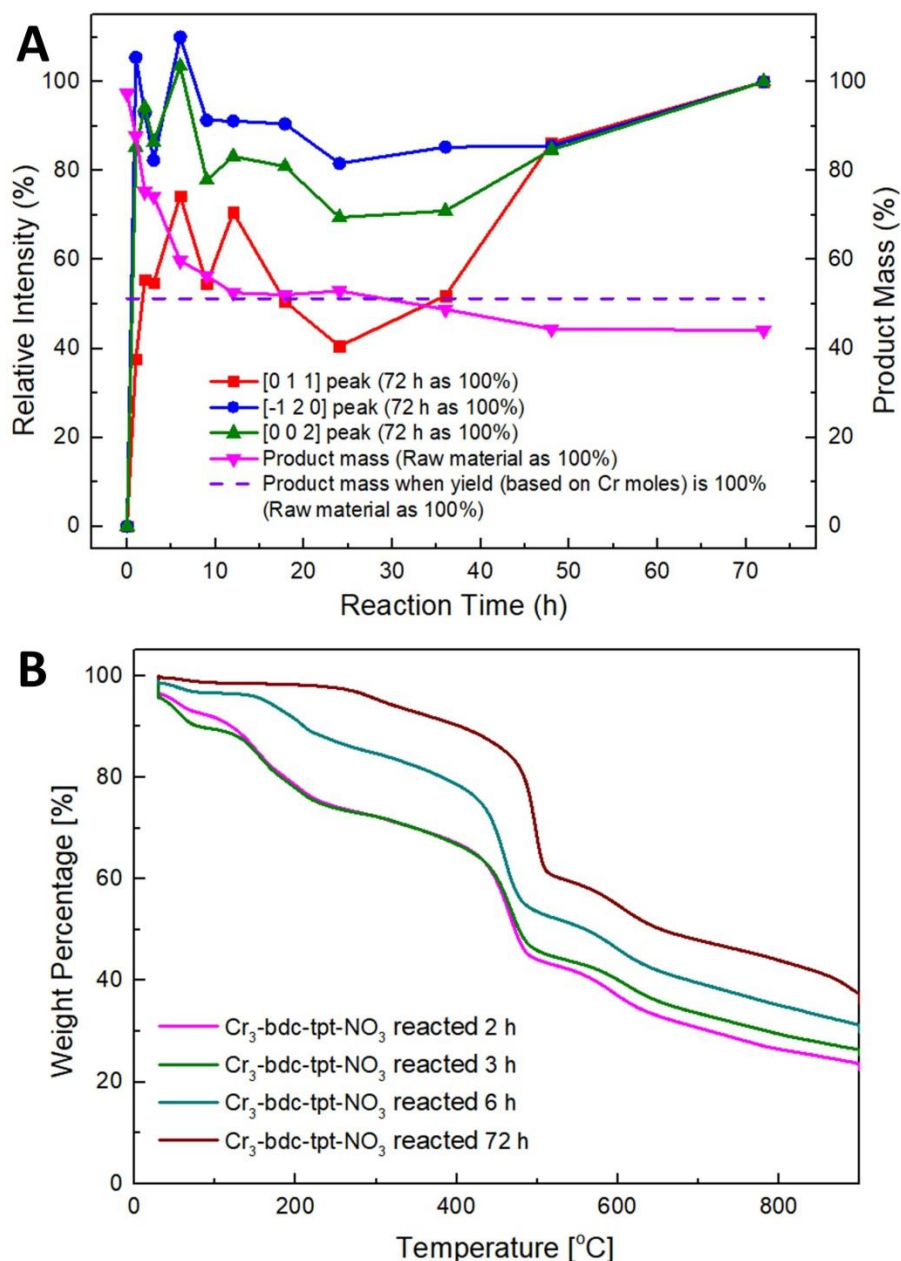 A
Relative Intensity (%)
Product Mass (%)
100
80
60
40
20
0
100
80
60
40
20
0
[0 1 1] peak (72 h as 100%)
[-1 2 0] peak (72 h as 100%)
[0 0 2] peak (72 h as 100%)
Product mass (Raw material as 100%)
Product mass when yield (based on Cr moles) is 100%
(Raw material as 100%)
0 10 20 30 40 50 60 70
Reaction Time (h)
B
Weight Percentage [%]
100
80
60
40
20
0
Cr₃-bdc-tpt-NO₃ reacted 2 h
Cr₃-bdc-tpt-NO₃ reacted 3 h
Cr₃-bdc-tpt-NO₃ reacted 6 h
Cr₃-bdc-tpt-NO₃ reacted 72 h
0 200 400 600 800
Temperature [°C]